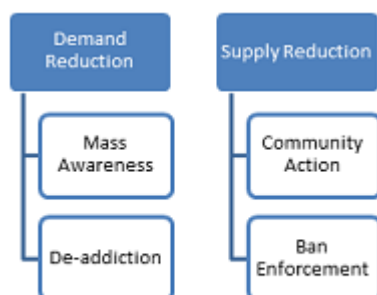 Demand
Reduction
Mass
Awareness
De-addiction
Supply Reduction
Community
Action
Ban
Enforcement